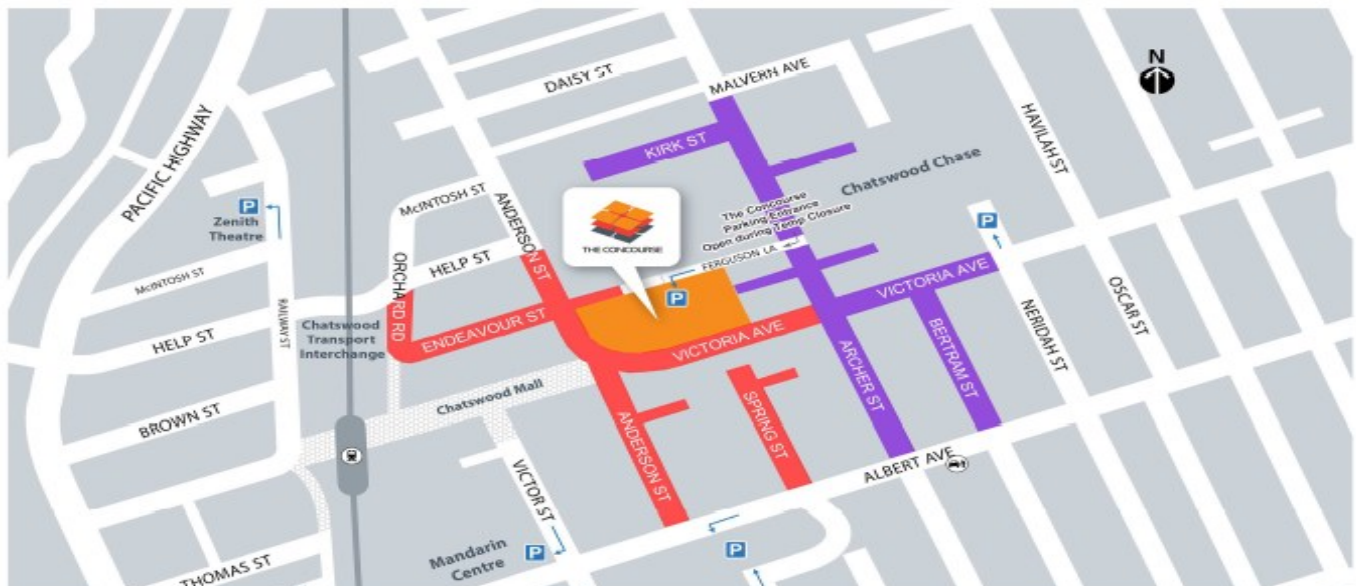 N
DAISY ST
MALVERN AVE
PACIFIC HIGHWAY
HAVILAH ST
KIRK ST
Chatswood Chase
McINTOSH ST
ANDERSON ST
The Concourse
Parking Entrance
Open during Temp Closure
P
Zenith
Theatre
THE CONCOURSE
P
HELP ST
ORCHARD RD
FERGUSON LA
McINTOSH ST
P
VICTORIA AVE
OSCAR ST
RAILWAY ST
Chatswood
Transport
Interchange
ENDEAVOUR ST
HELP ST
VICTORIA AVE
NERIDAH ST
BERTRAM ST
ARCHER ST
Chatswood Mall
SPRING ST
BROWN ST
ANDERSON ST
ALBERT AVE
VICTOR ST
Mandarin
Centre
P
P
THOMAS ST